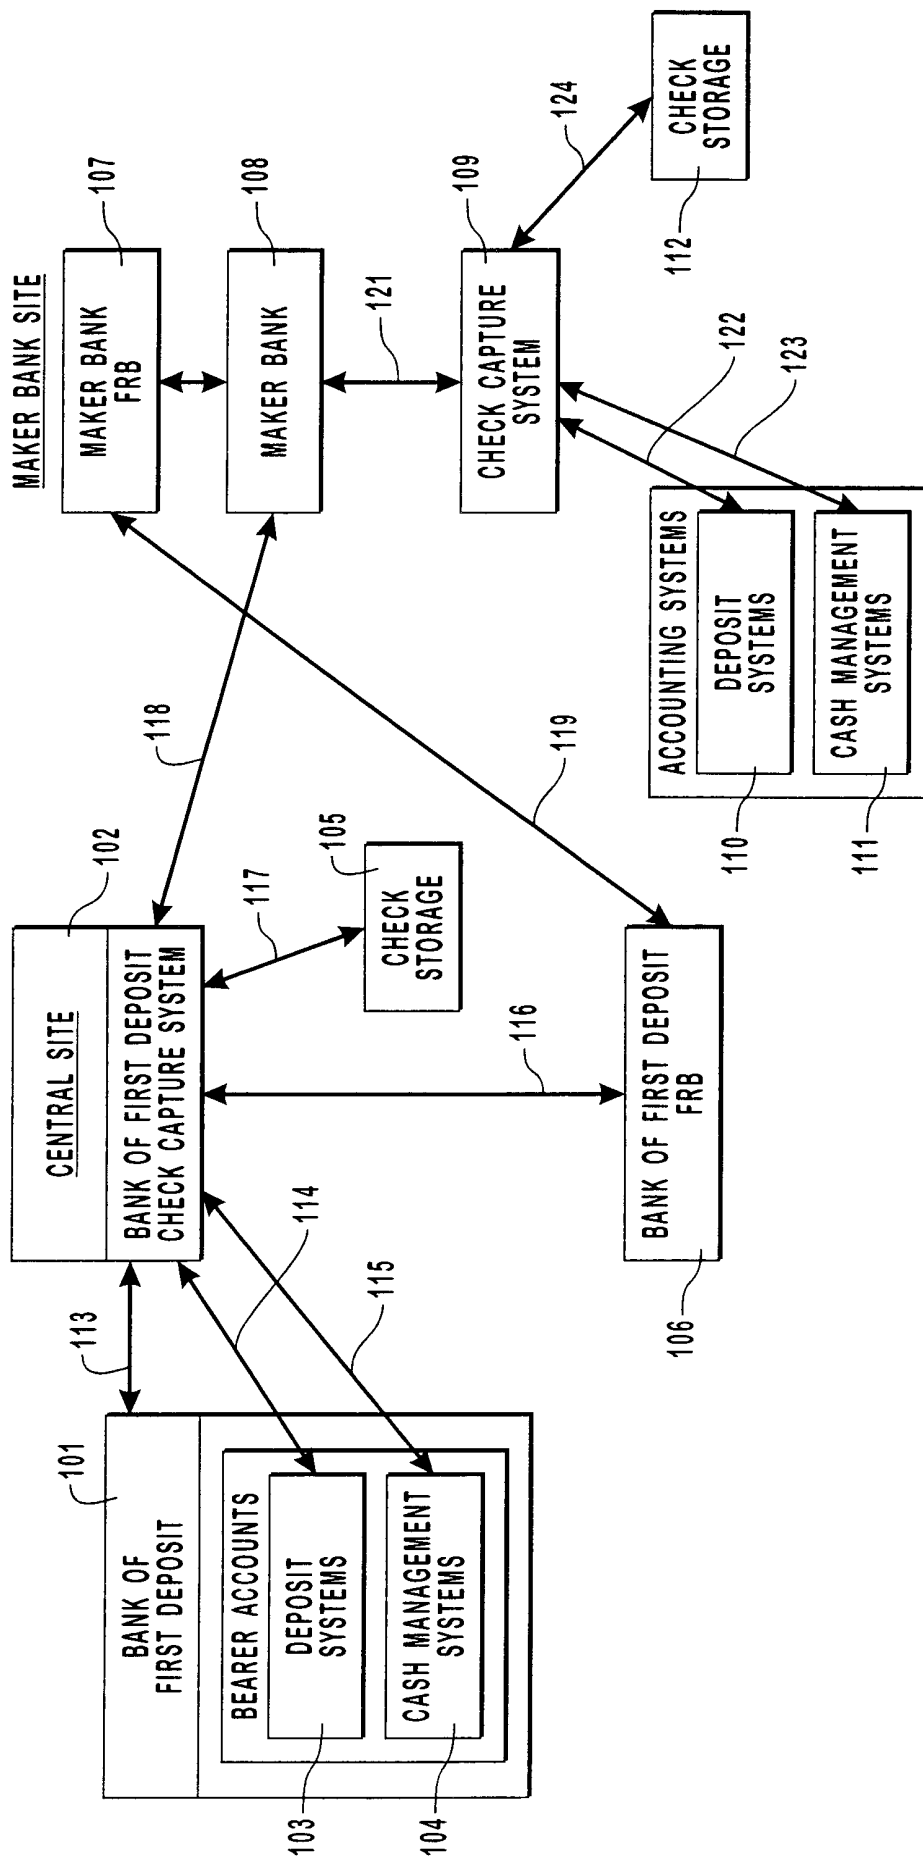 BANK OF
FIRST DEPOSIT
101
BEARER ACCOUNTS
DEPOSIT
SYSTEMS
103
CASH MANAGEMENT
SYSTEMS
104
113
114
115
CENTRAL SITE
102
BANK OF FIRST DEPOSIT
CHECK CAPTURE SYSTEM
117
105
CHECK
STORAGE
116
BANK OF FIRST DEPOSIT
FRB
106
118
119
MAKER BANK SITE
MAKER BANK
FRB
107
MAKER BANK
108
121
CHECK CAPTURE
SYSTEM
109
124
CHECK
STORAGE
112
122
123
ACCOUNTING SYSTEMS
DEPOSIT
SYSTEMS
110
CASH MANAGEMENT
SYSTEMS
111